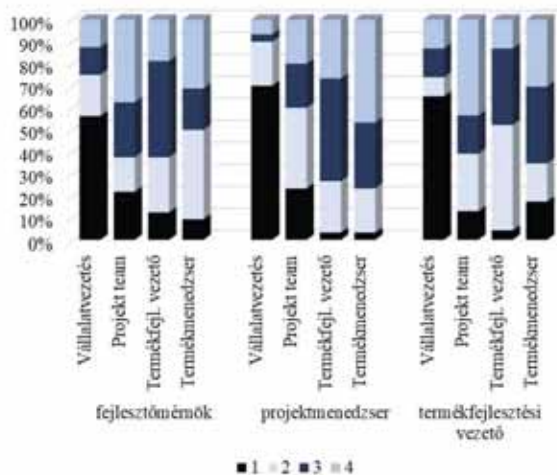 100%
90%
80%
70%
60%
50%
40%
30%
20%
10%
0%
Vállalatvezetés
Projekt team
Termékfejl. vezető
Termékmenedzser
Vállalatvezetés
Projekt team
Termékfejl. vezető
Termékmenedzser
Vállalatvezetés
Projekt team
Termékfejl. vezető
Termékmenedzser
fejlesztőmérnök
projektmenedzser
termékfejlesztési
vezető
1 2 3 4